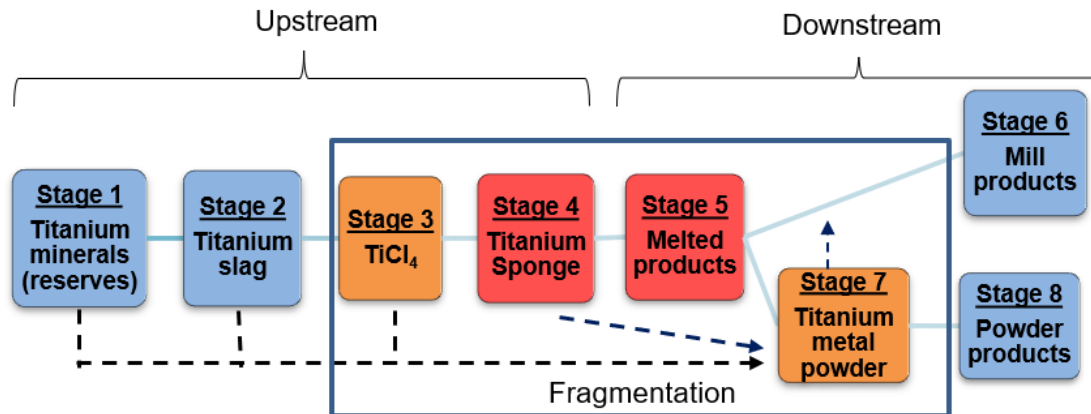 Upstream
Downstream
Stage 1
Titanium
minerals
(reserves)
Stage 2
Titanium
slag
Stage 3
TiCl₄
Stage 4
Titanium
Sponge
Stage 5
Melted
products
Stage 6
Mill
products
Stage 7
Titanium
metal
powder
Stage 8
Powder
products
Fragmentation